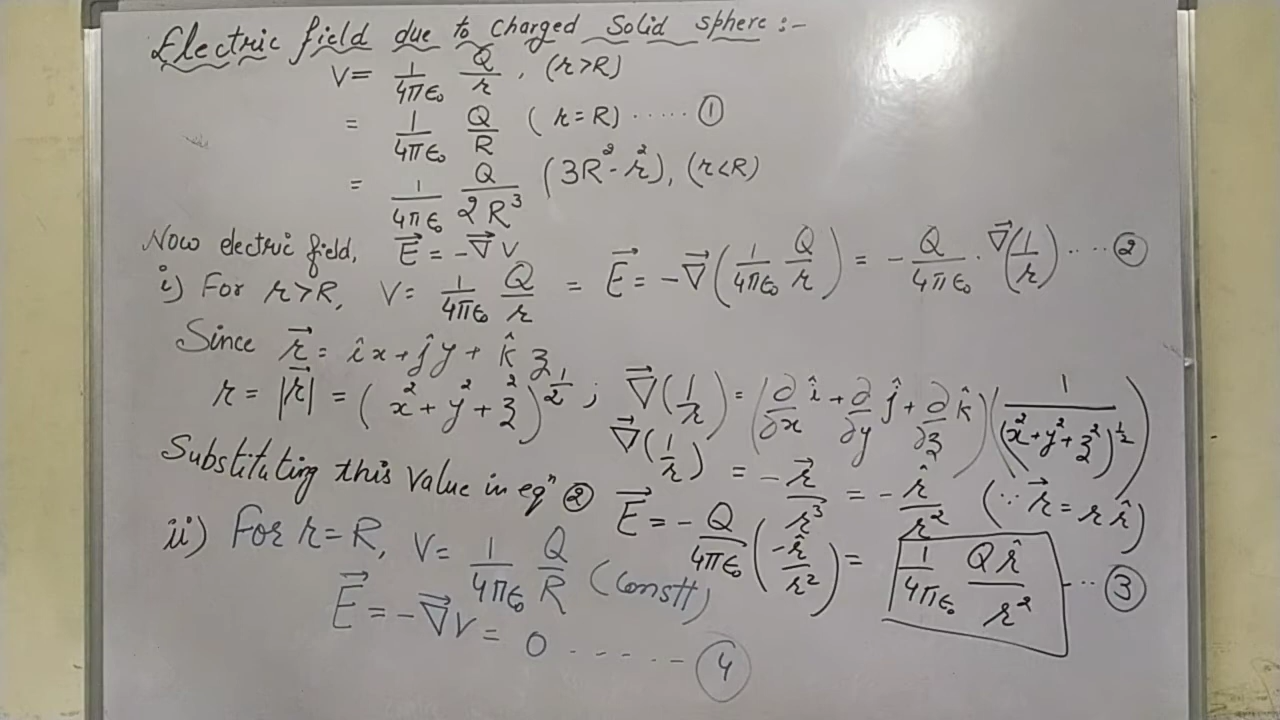 Electric field due to charged Solid sphere :-
V = 1/4πε₀ Q/r, (r>R)
= 1/4πε₀ Q/R (r=R) ..... ①
= 1/4πε₀ Q/2R³ (3R²-r²), (r<R)
Now electric field, E⃗ = -∇⃗V
i) For r>R, V = 1/4πε₀ Q/r = E⃗ = -∇⃗(1/4πε₀ Q/r) = -Q/4πε₀ . ∇⃗(1/r) .... ②
Since r⃗ = îx+ĵy+k̂z
r = |r⃗| = (x²+y²+z²)^1/2 ; ∇⃗(1/r) = (∂/∂x î+∂/∂y ĵ+∂/∂z k̂)(1/(x²+y²+z²)^1/2)
∇⃗(1/r) = -r⃗/r³ = -r̂/r² (∵ r⃗=r r̂)
Substituting this value in eqⁿ ② E⃗ = -Q/4πε₀ (-r̂/r²) = 1/4πε₀ Qr̂/r² ... ③
ii) For r=R, V= 1/4πε₀ Q/R (Constt)
E⃗ = -∇⃗V = 0 ..... ④